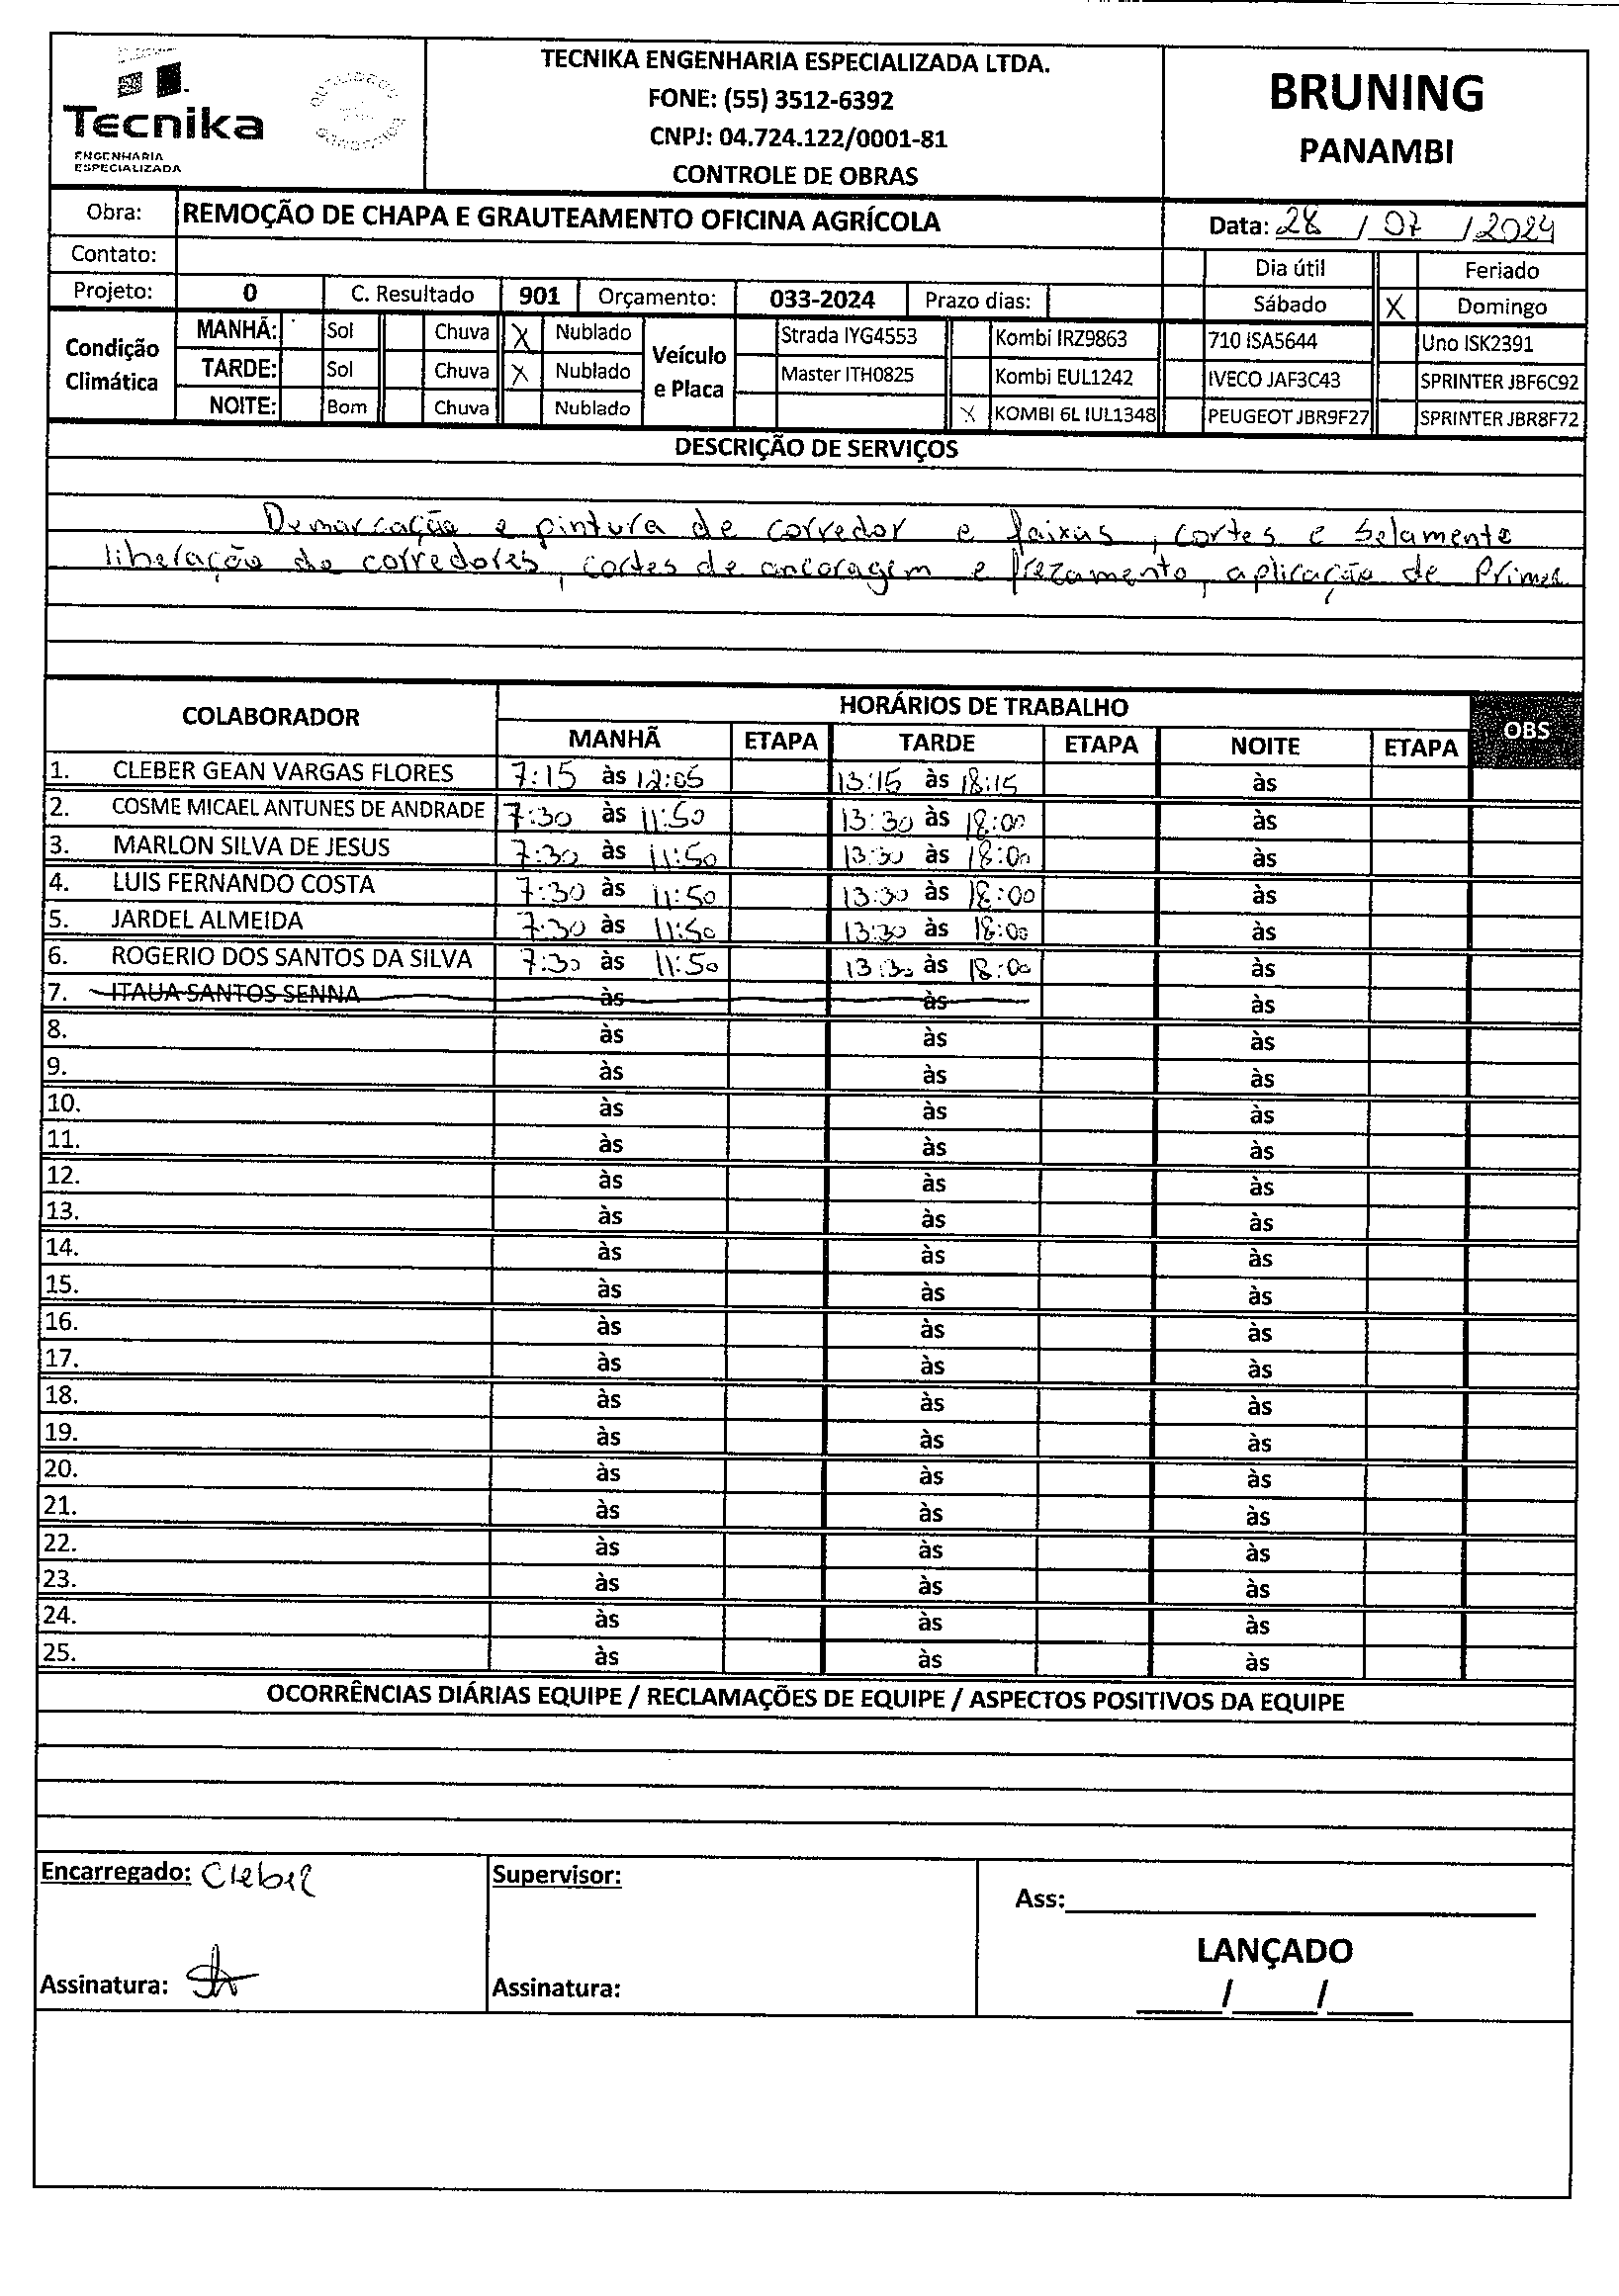 Tecnika
ENGENHARIA
ESPECIALIZADA
TECNIKA ENGENHARIA ESPECIALIZADA LTDA.
FONE: (55) 3512-6392
CNPJ: 04.724.122/0001-81
CONTROLE DE OBRAS
BRUNING
PANAMBI
Obra: REMOÇÃO DE CHAPA E GRAUTEAMENTO OFICINA AGRÍCOLA Data: 28 / 07 / 2024
Contato: Dia útil Feriado
Projeto: 0 C. Resultado 901 Orçamento: 033-2024 Prazo dias: Sábado X Domingo
Condição Climática
MANHÃ: Sol Chuva X Nublado
TARDE: Sol Chuva X Nublado
NOITE: Bom Chuva Nublado
Veículo e Placa
Strada IYG4553 Kombi IRZ9863 710 ISA5644 Uno ISK2391
Master ITH0825 Kombi EUL1242 IVECO JAF3C43 SPRINTER JBF6C92
X KOMBI 6L IUL1348 PEUGEOT JBR9F27 SPRINTER JBR8F72
DESCRIÇÃO DE SERVIÇOS
Demarcação e pintura de corredor e faixas, cortes e Selamento
liberação de corredores, cortes de ancoragem e frezamento, aplicação de Primer
COLABORADOR HORÁRIOS DE TRABALHO OBS
MANHÃ ETAPA TARDE ETAPA NOITE ETAPA
1. CLEBER GEAN VARGAS FLORES 7:15 às 12:05 13:15 às 18:15 às
2. COSME MICAEL ANTUNES DE ANDRADE 7:30 às 11:50 13:30 às 18:00 às
3. MARLON SILVA DE JESUS 7:30 às 11:50 13:30 às 18:00 às
4. LUIS FERNANDO COSTA 7:30 às 11:50 13:30 às 18:00 às
5. JARDEL ALMEIDA 7:30 às 11:50 13:30 às 18:00 às
6. ROGERIO DOS SANTOS DA SILVA 7:30 às 11:50 13:30 às 18:00 às
7. ITAUA SANTOS SENNA às às às
8. às às às
9. às às às
10. às às às
11. às às às
12. às às às
13. às às às
14. às às às
15. às às às
16. às às às
17. às às às
18. às às às
19. às às às
20. às às às
21. às às às
22. às às às
23. às às às
24. às às às
25. às às às
OCORRÊNCIAS DIÁRIAS EQUIPE / RECLAMAÇÕES DE EQUIPE / ASPECTOS POSITIVOS DA EQUIPE
Encarregado: Cleber
Assinatura:
Supervisor:
Assinatura:
Ass:
LANÇADO
/ /